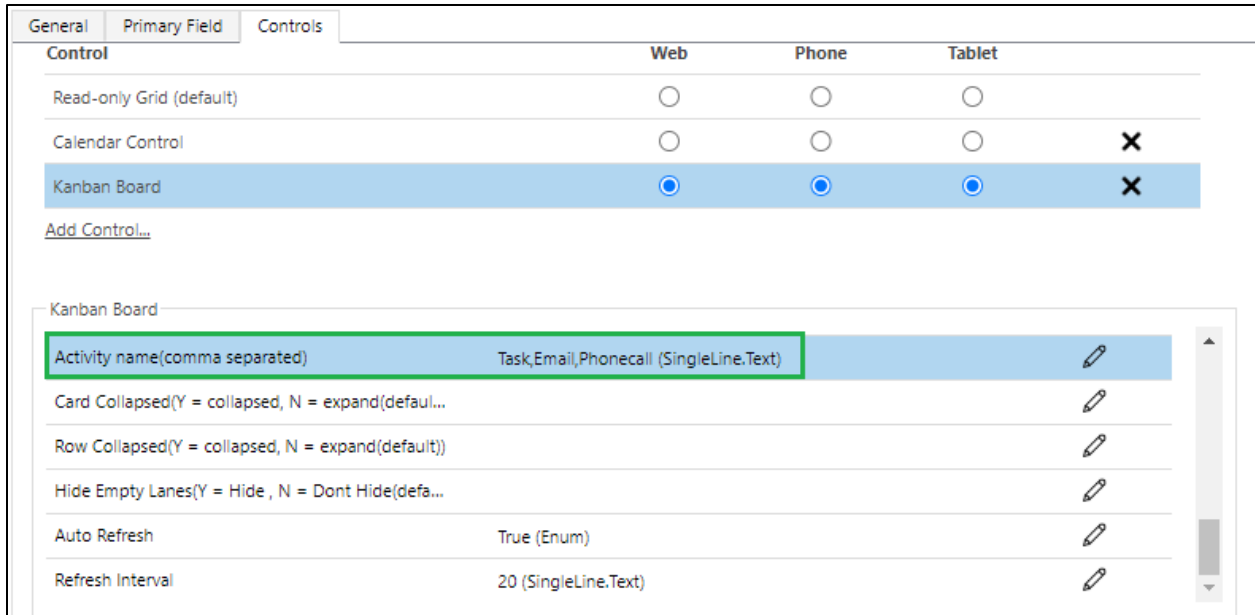 General Primary Field Controls
Control Web Phone Tablet
Read-only Grid (default)
Calendar Control
Kanban Board
Add Control...
Kanban Board
Activity name(comma separated) Task,Email,Phonecall (SingleLine.Text)
Card Collapsed(Y = collapsed, N = expand(defaul...
Row Collapsed(Y = collapsed, N = expand(default))
Hide Empty Lanes(Y = Hide , N = Dont Hide(defa...
Auto Refresh True (Enum)
Refresh Interval 20 (SingleLine.Text)